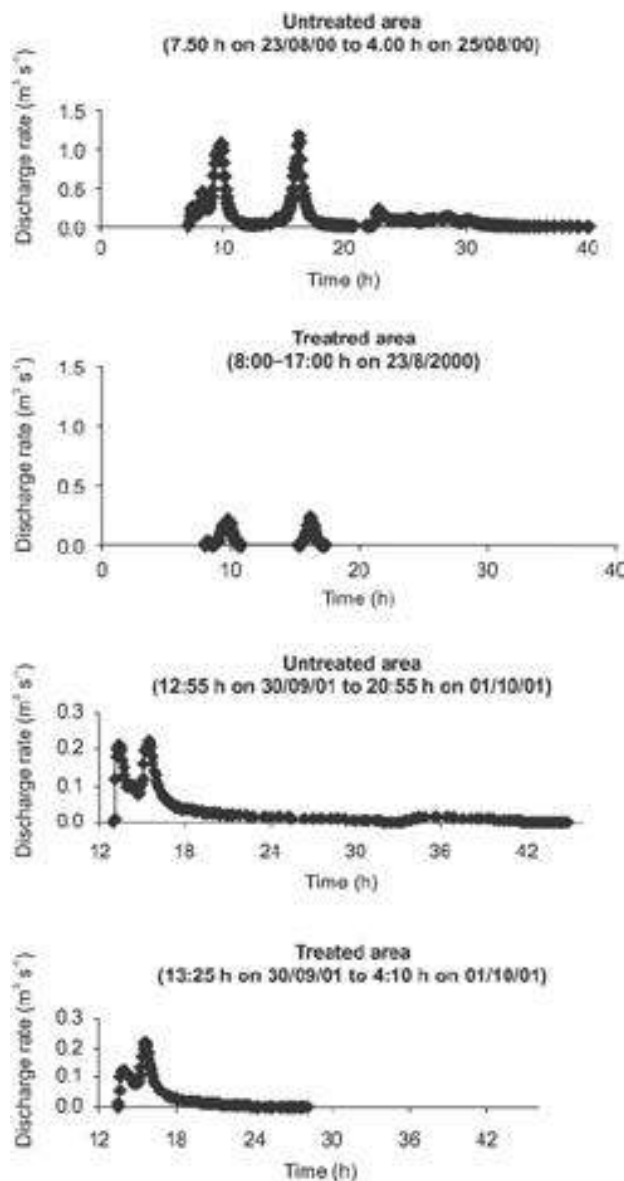 Untreated area
(7.50 h on 23/08/00 to 4.00 h on 25/08/00)
Discharge rate (m³ s⁻¹)
1.5
1.0
0.5
0.0
0 10 20 30 40
Time (h)
Treatred area
(8:00–17:00 h on 23/8/2000)
Discharge rate (m³ s⁻¹)
1.5
1.0
0.5
0.0
0 10 20 30 40
Time (h)
Untreated area
(12:55 h on 30/09/01 to 20:55 h on 01/10/01)
Discharge rate (m³ s⁻¹)
0.3
0.2
0.1
0.0
12 18 24 30 36 42
Time (h)
Treated area
(13:25 h on 30/09/01 to 4:10 h on 01/10/01)
Discharge rate (m³ s⁻¹)
0.3
0.2
0.1
0.0
12 18 24 30 36 42
Time (h)